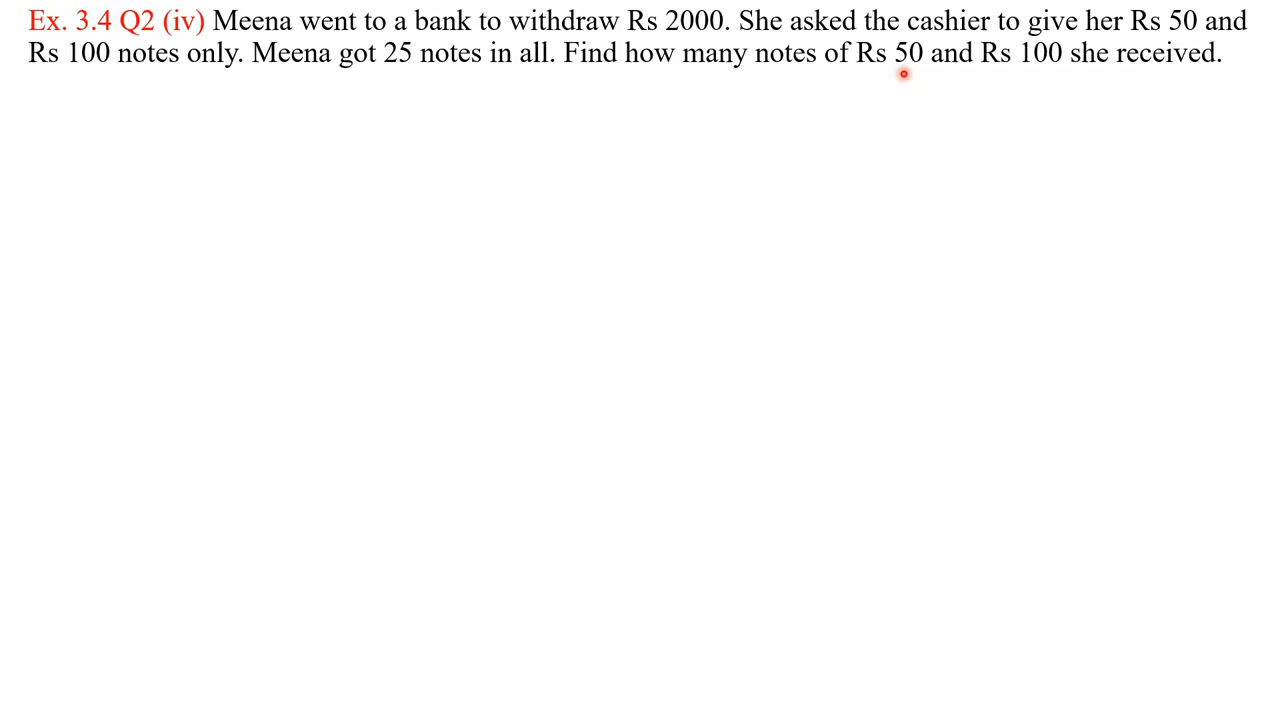 Ex. 3.4 Q2 (iv) Meena went to a bank to withdraw Rs 2000. She asked the cashier to give her Rs 50 and
Rs 100 notes only. Meena got 25 notes in all. Find how many notes of Rs 50 and Rs 100 she received.